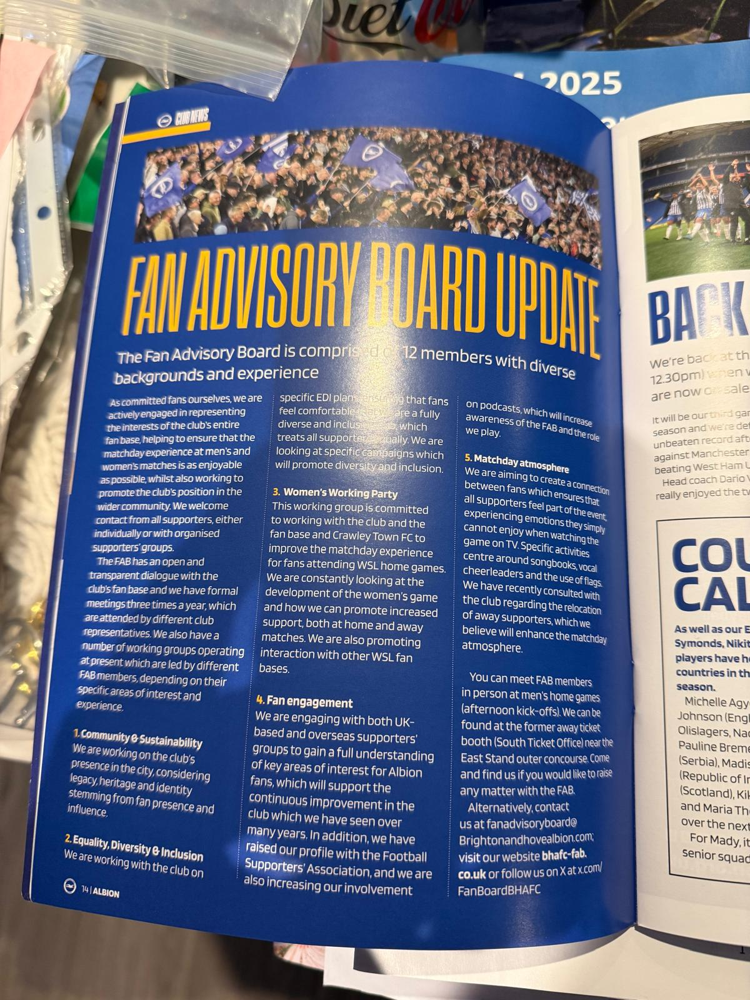 Diet
2025
CLUB NEWS
FAN ADVISORY BOARD UPDATE
The Fan Advisory Board is comprised of 12 members with diverse
backgrounds and experience
As committed fans ourselves, we are
actively engaged in representing
the interests of the club's entire
fan base, helping to ensure that the
matchday experience at men's and
women's matches is as enjoyable
as possible, whilst also working to
promote the club's position in the
wider community. We welcome
contact from all supporters, either
individually or with organised
supporters' groups.
The FAB has an open and
transparent dialogue with the
club's fan base and we have formal
meetings three times a year, which
are attended by different club
representatives. We also have a
number of working groups operating
at present which are led by different
FAB members, depending on their
specific areas of interest and
experience.
1. Community & Sustainability
We are working on the club's
presence in the city, considering
legacy, heritage and identity
stemming from fan presence and
influence.
2. Equality, Diversity & Inclusion
We are working with the club on
specific EDI plans, ensuring that fans
feel comfortable that we are a fully
diverse and inclusive club, which
treats all supporters equally. We are
looking at specific campaigns which
will promote diversity and inclusion.
3. Women's Working Party
This working group is committed
to working with the club and the
fan base and Crawley Town FC to
improve the matchday experience
for fans attending WSL home games.
We are constantly looking at the
development of the women's game
and how we can promote increased
support, both at home and away
matches. We are also promoting
interaction with other WSL fan
bases.
4. Fan engagement
We are engaging with both UK-
based and overseas supporters'
groups to gain a full understanding
of key areas of interest for Albion
fans, which will support the
continuous improvement in the
club which we have seen over
many years. In addition, we have
raised our profile with the Football
Supporters' Association, and we are
also increasing our involvement
on podcasts, which will increase
awareness of the FAB and the role
we play.
5. Matchday atmosphere
We are aiming to create a connection
between fans which ensures that
all supporters feel part of the event,
experiencing emotions they simply
cannot enjoy when watching the
game on TV. Specific activities
centre around songbooks, vocal
cheerleaders and the use of flags.
We have recently consulted with
the club regarding the relocation
of away supporters, which we
believe will enhance the matchday
atmosphere.
You can meet FAB members
in person at men's home games
(afternoon kick-offs). We can be
found at the former away ticket
booth (South Ticket Office) near the
East Stand outer concourse. Come
and find us if you would like to raise
any matter with the FAB.
Alternatively, contact
us at fanadvisoryboard@
Brightonandhovealbion.com;
visit our website bhafc-fab.
co.uk or follow us on X at x.com/
FanBoardBHAFC
14 | ALBION
BACK
We're back at th
12.30pm) when w
are now on sale
It will be our third gam
season and we're def
unbeaten record afte
against Manchester
beating West Ham U
Head coach Dario V
really enjoyed the tw
COU
CAL
As well as our E
Symonds, Nikit
players have he
countries in th
season.
Michelle Agy
Johnson (Engl
Olislagers, Na
Pauline Breme
(Serbia), Madis
(Republic of Ir
(Scotland), Kik
and Maria Tho
over the next
For Mady, it
senior squad